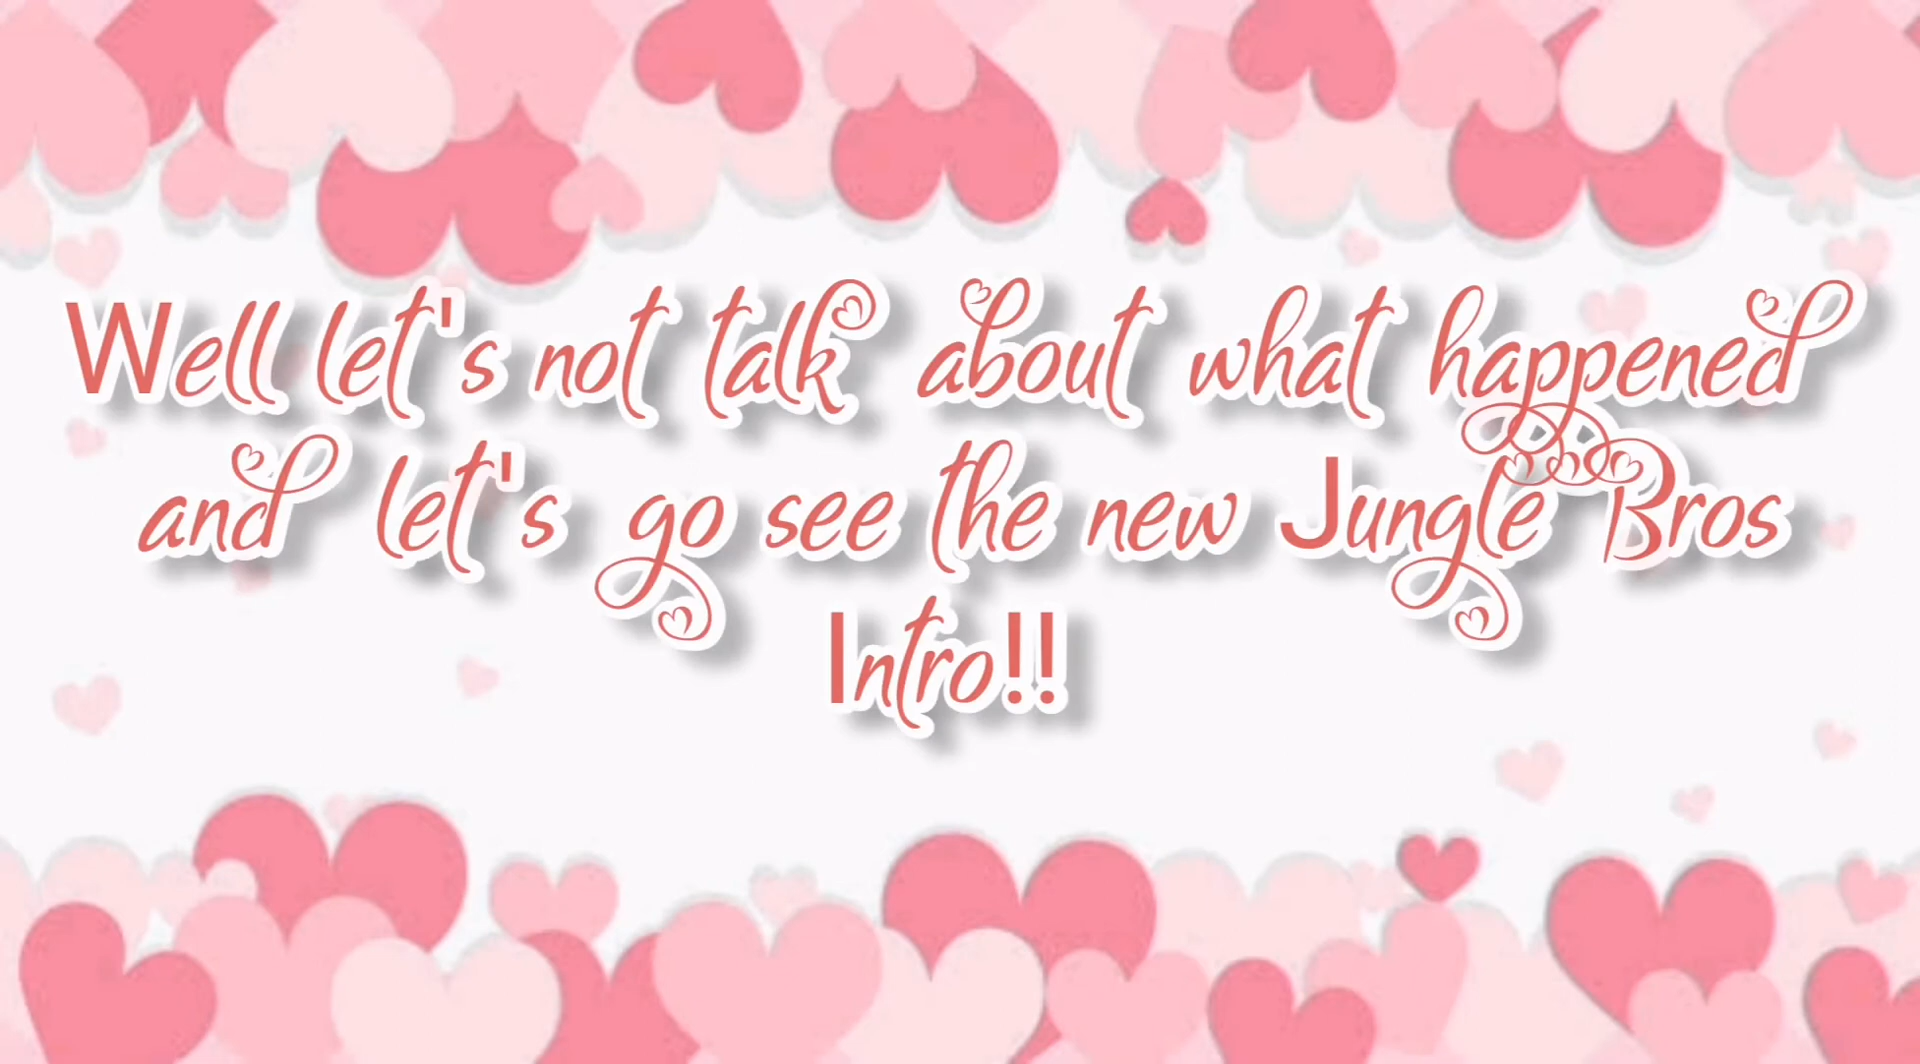 Well let's not talk about what happened
and let's go see the new Jungle Bros
Intro!!